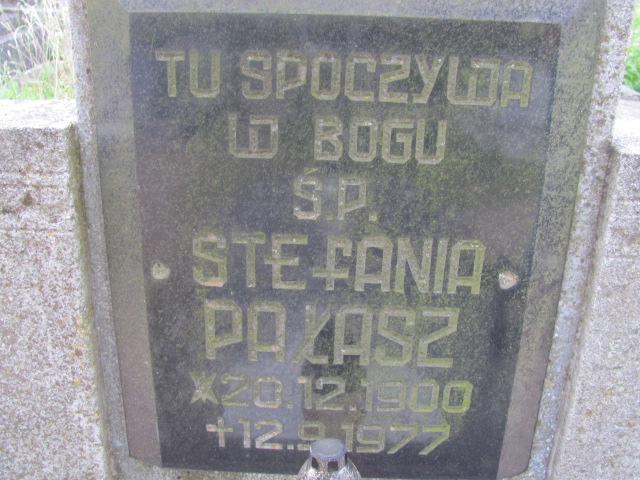 TU SPOCZYWA
W BOGU
Ś.P.
STEFANIA
PAŁASZ
*20.12.1900
+12.9.1977